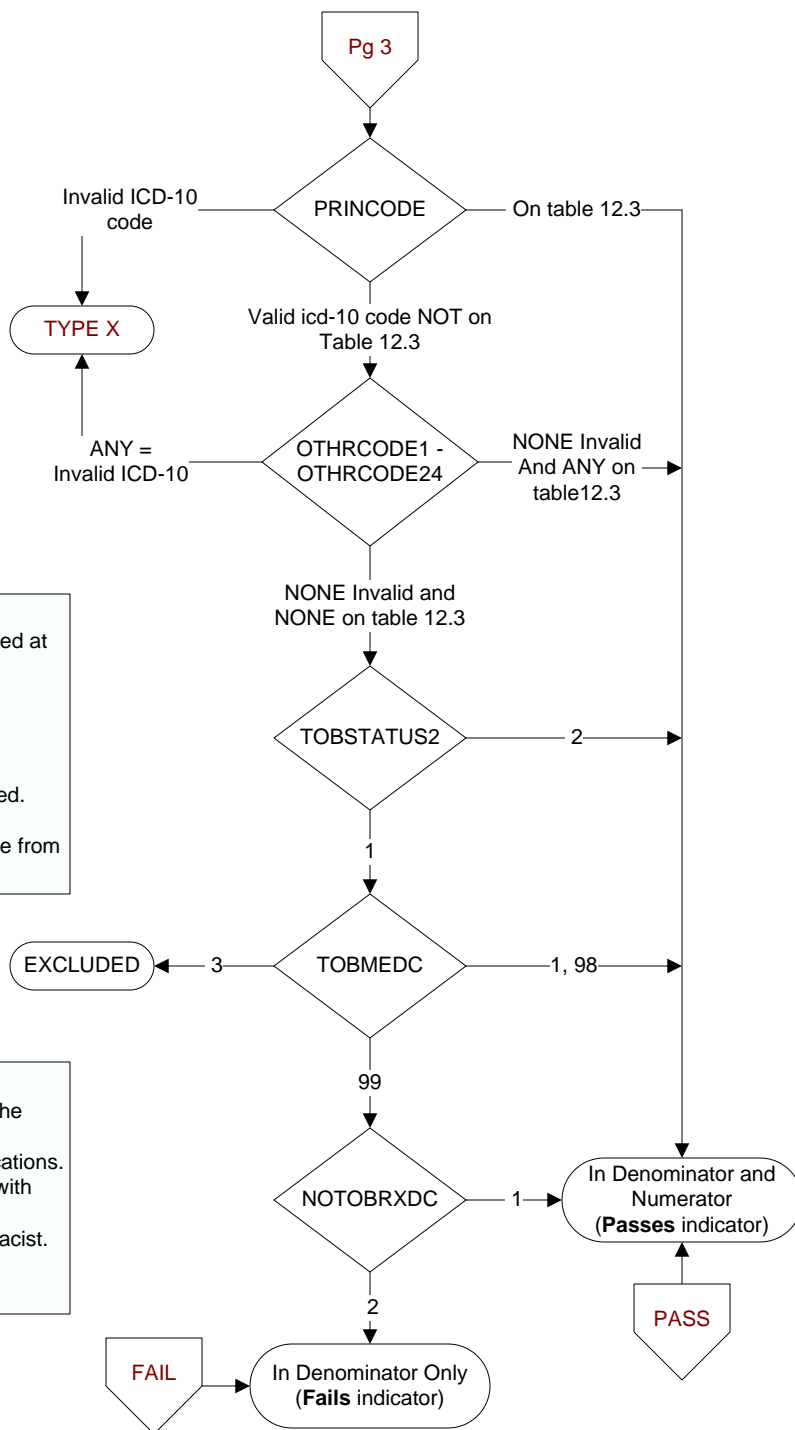 Pg 3
Invalid ICD-10
code
PRINCODE
On table 12.3
TYPE X
Valid icd-10 code NOT on
Table 12.3
ANY =
Invalid ICD-10
OTHRCODE1 -
OTHRCODE24
NONE Invalid
And ANY on
table12.3
NONE Invalid and
NONE on table 12.3
ed at
ed.
e from
TOBSTATUS2
2
1
EXCLUDED
3
TOBMEDC
1, 98
99
he
cations.
with
acist.
NOTOBRXDC
1
In Denominator and
Numerator
(Passes indicator)
2
PASS
FAIL
In Denominator Only
(Fails indicator)